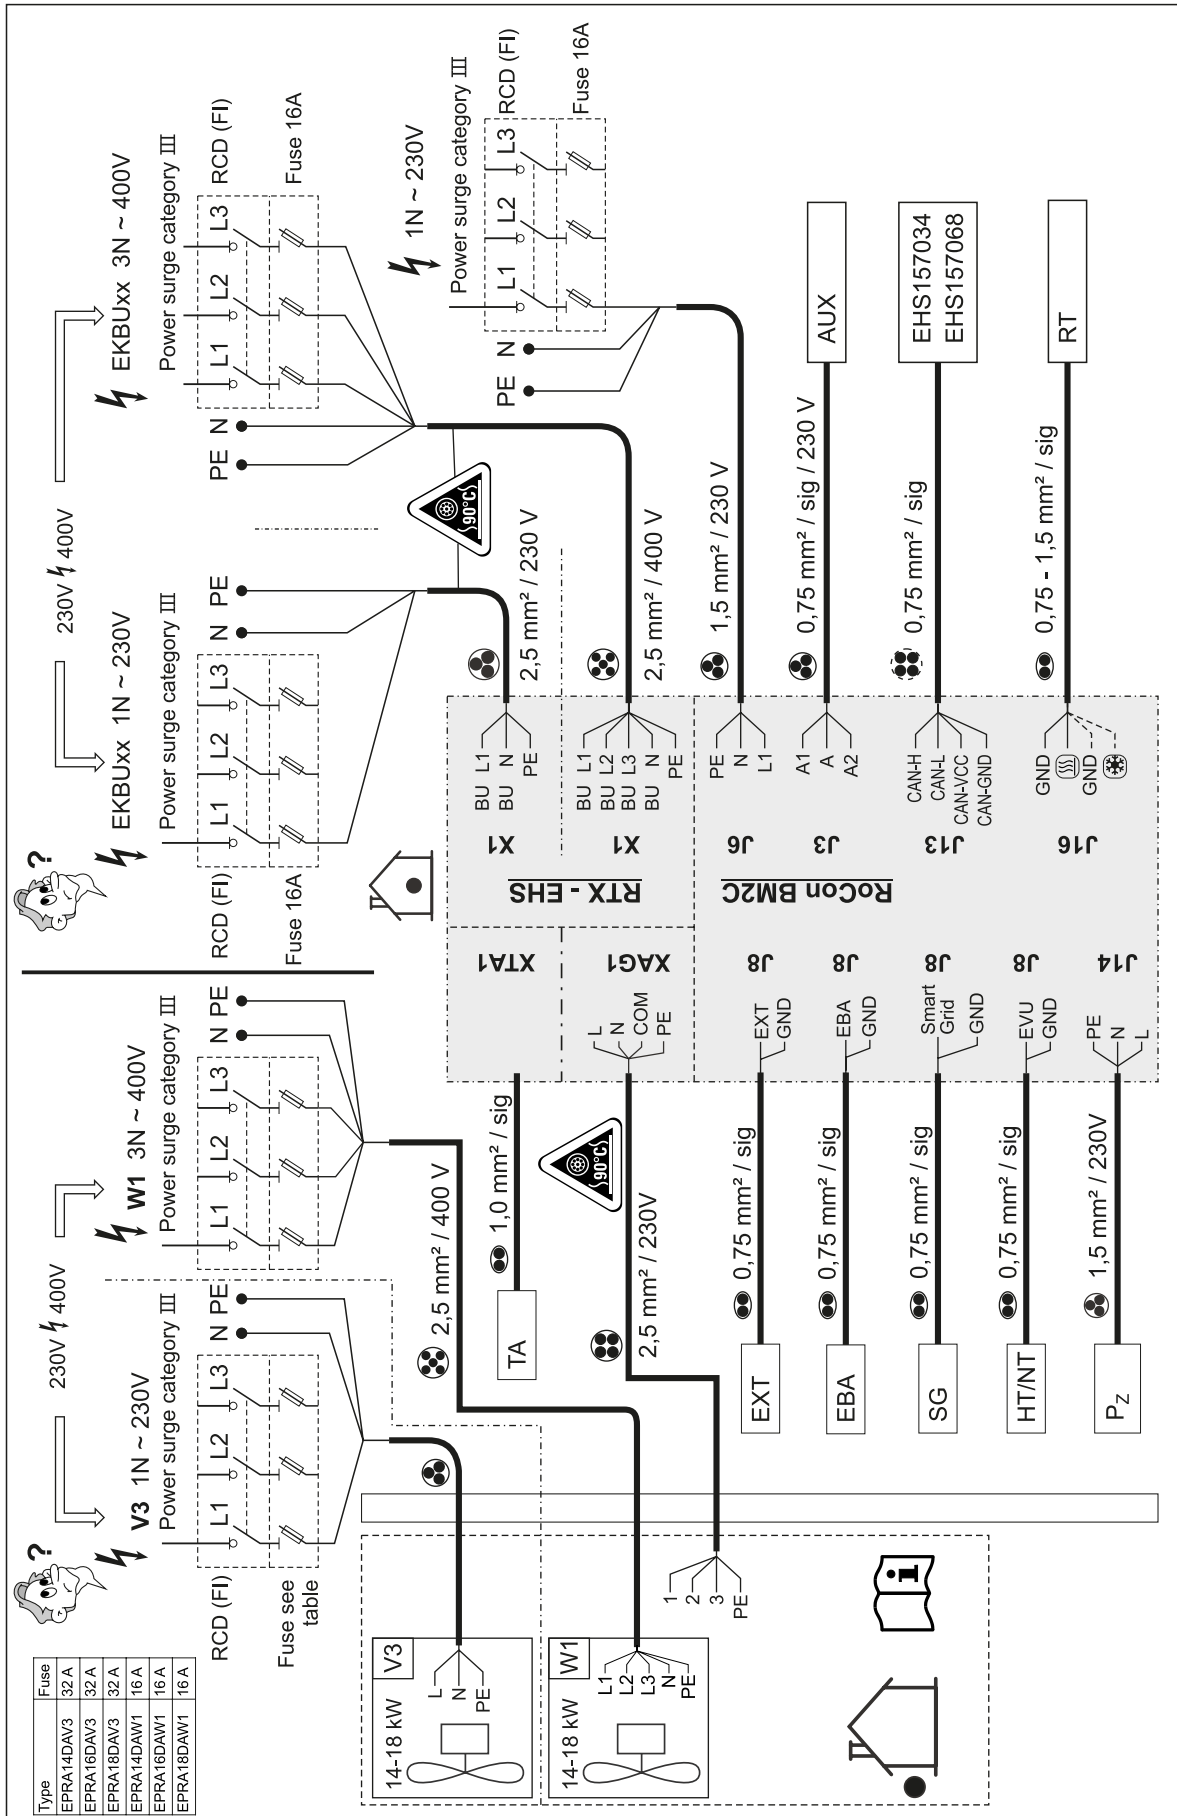 Type Fuse
EPRA14DAV3 32 A
EPRA16DAV3 32 A
EPRA18DAV3 32 A
EPRA14DAW1 16 A
EPRA16DAW1 16 A
EPRA18DAW1 16 A
?
230V 400V
V3 1N ~ 230V
Power surge category III
L1 L2 L3 N PE
RCD (FI)
Fuse see
table
W1 3N ~ 400V
Power surge category III
L1 L2 L3 N PE
?
230V 400V
EKBUxx 1N ~ 230V
Power surge category III
L1 L2 L3 N PE
RCD (FI)
Fuse 16A
EKBUxx 3N ~ 400V
Power surge category III
PE N L1 L2 L3
RCD (FI)
Fuse 16A
1N ~ 230V
Power surge category III
PE N L1 L2 L3
RCD (FI)
Fuse 16A
90°C
14-18 kW
V3
L
N
PE
14-18 kW
W1
L1
L2
L3
N
PE
1
2
3
PE
i
2,5 mm² / 400 V
TA
1,0 mm² / sig
2,5 mm² / 230V
90°C
EXT
0,75 mm² / sig
EBA
0,75 mm² / sig
SG
0,75 mm² / sig
HT/NT
0,75 mm² / sig
PZ
1,5 mm² / 230V
XTA1
XAG1
L
N
COM
PE
J8
EXT
GND
J8
EBA
GND
J8
Smart
Grid
GND
J8
EVU
GND
J14
PE
N
L
RTX - EHS
RoCon BM2C
X1
BU L1
BU N
PE
2,5 mm² / 230 V
X1
BU L1
BU L2
BU L3
BU N
PE
2,5 mm² / 400 V
J6
PE
N
L1
1,5 mm² / 230 V
J3
A1
A
A2
0,75 mm² / sig / 230 V
AUX
J13
CAN-H
CAN-L
CAN-VCC
CAN-GND
0,75 mm² / sig
EHS157034
EHS157068
J16
GND
GND
0,75 - 1,5 mm² / sig
RT